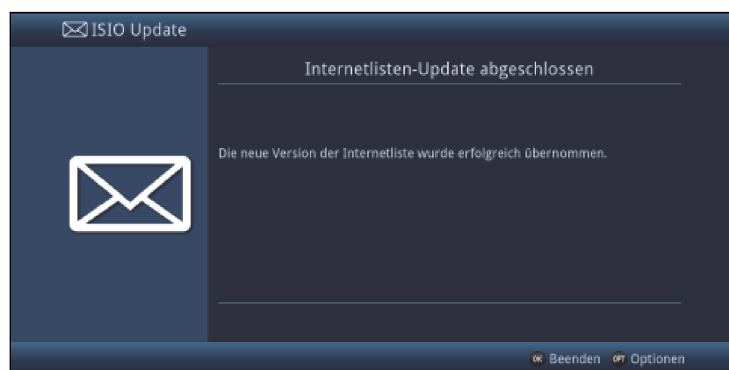 ISIO Update
Internetlisten-Update abgeschlossen
Die neue Version der Internetliste wurde erfolgreich übernommen.
OK Beenden OPT Optionen